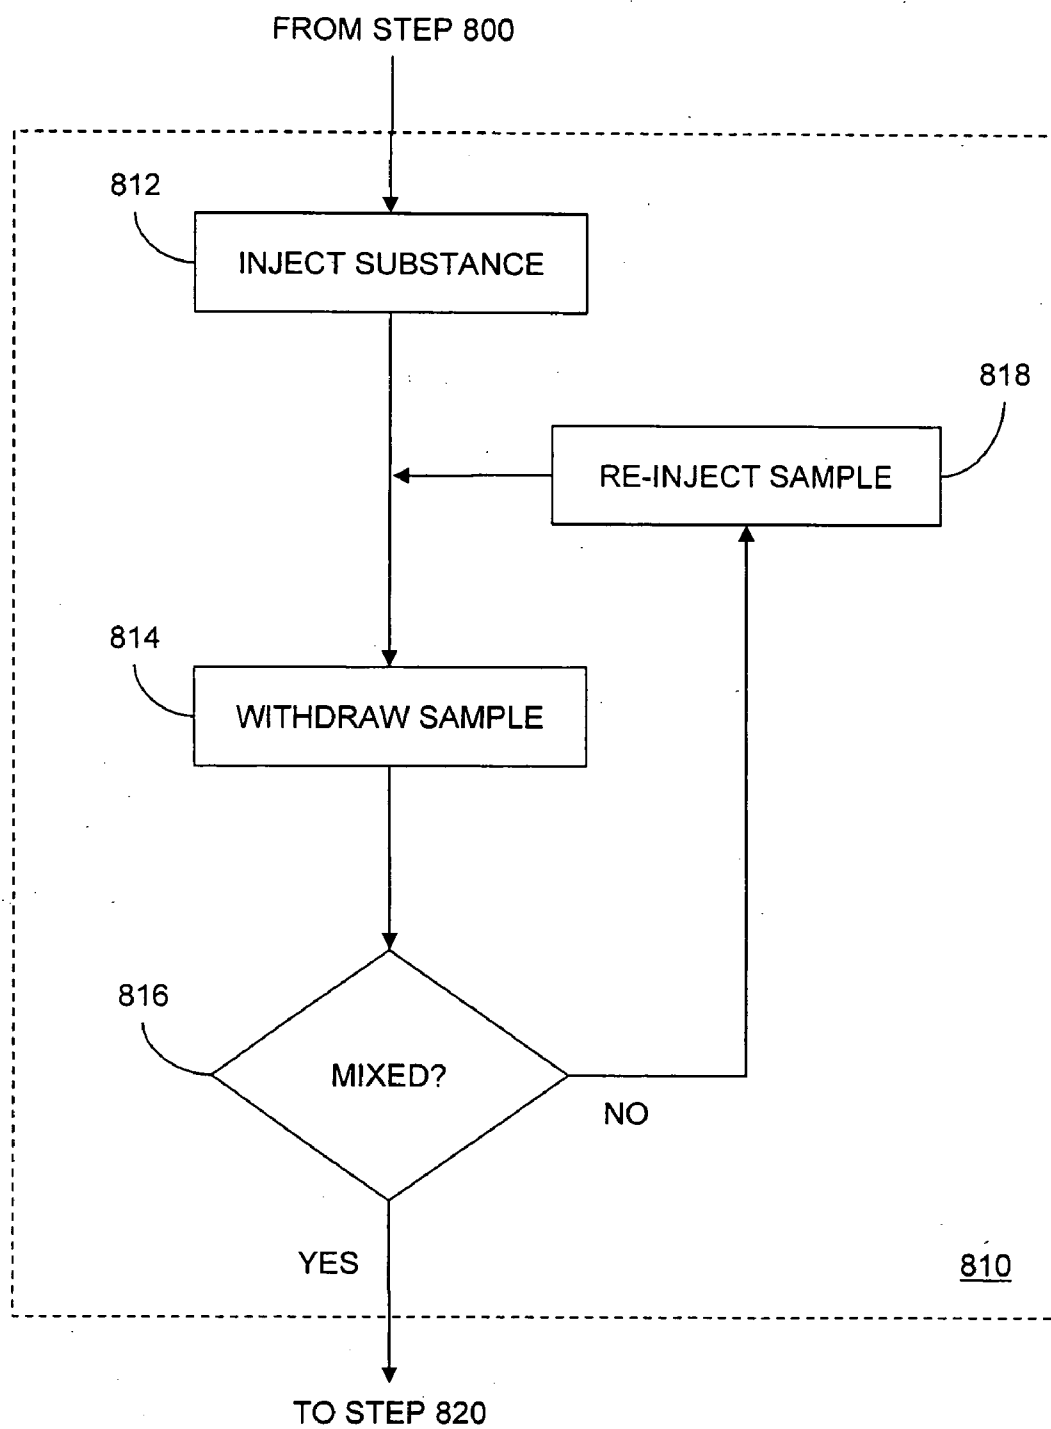 FROM STEP 800
812
INJECT SUBSTANCE
818
RE-INJECT SAMPLE
814
WITHDRAW SAMPLE
816
MIXED?
NO
YES
810
TO STEP 820